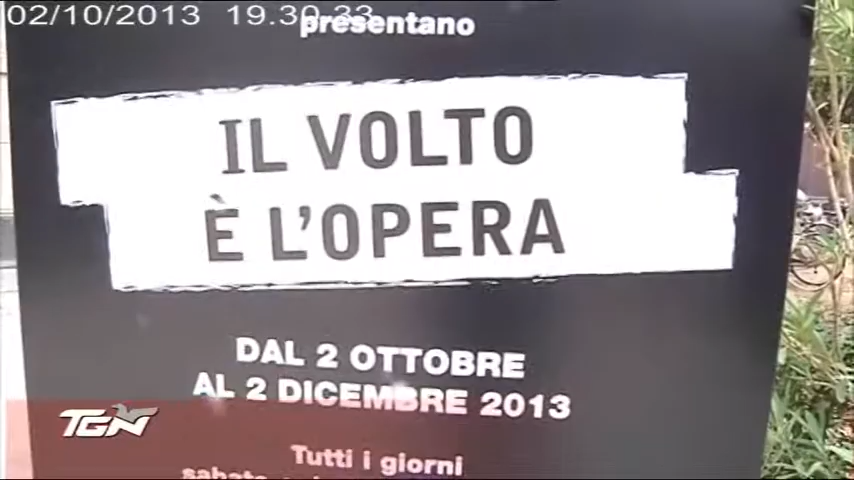 02/10/2013 19.30.33
presentano
IL VOLTO
È L'OPERA
DAL 2 OTTOBRE
AL 2 DICEMBRE 2013
TGN
Tutti i giorni
sabato